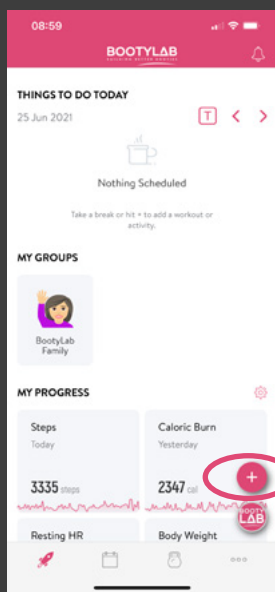 08:59
BOOTYLAB
THINGS TO DO TODAY
25 Jun 2021
T
Nothing Scheduled
Take a break or hit + to add a workout or
activity.
MY GROUPS
BootyLab
Family
MY PROGRESS
Steps
Today
3335 steps
Caloric Burn
Yesterday
2347 cal
+
BOOTY
LAB
Resting HR
Body Weight